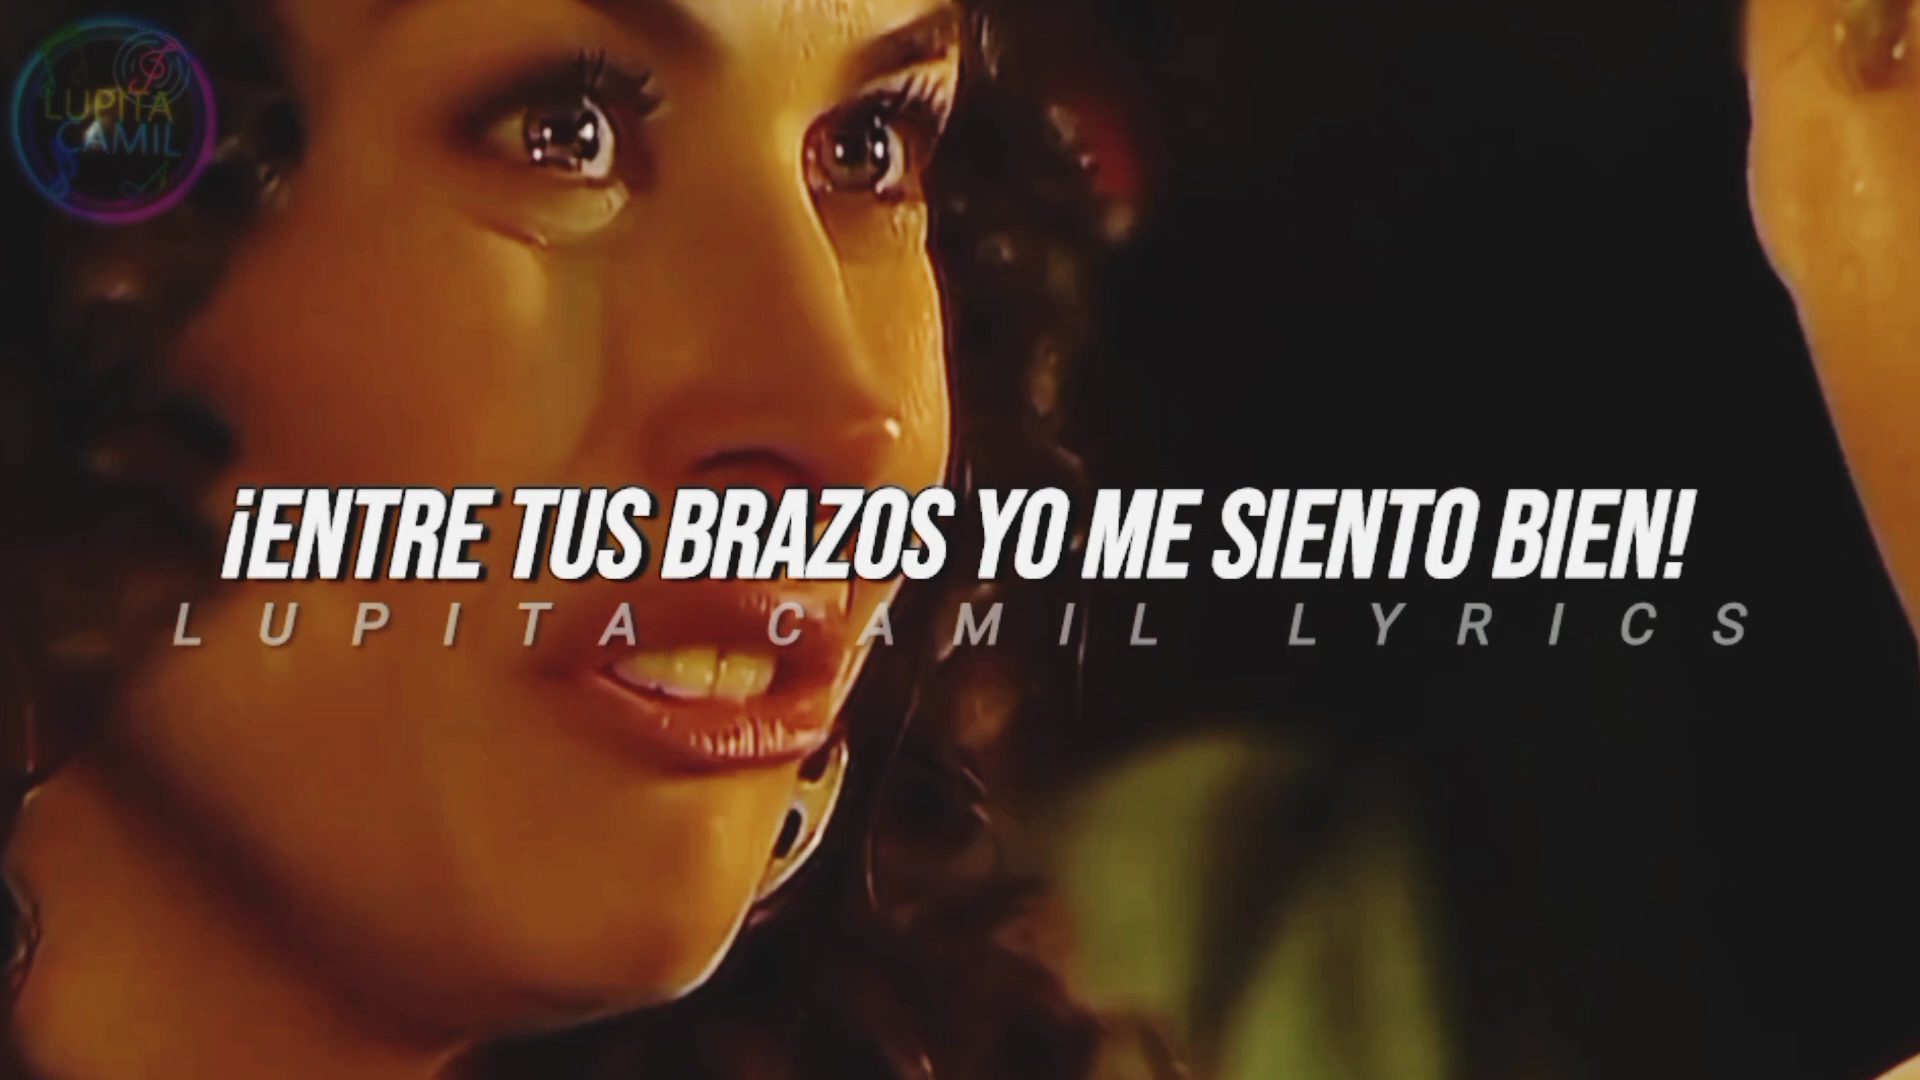 LUPITA
CAMIL
¡ENTRE TUS BRAZOS YO ME SIENTO BIEN!
LUPITA CAMIL LYRICS